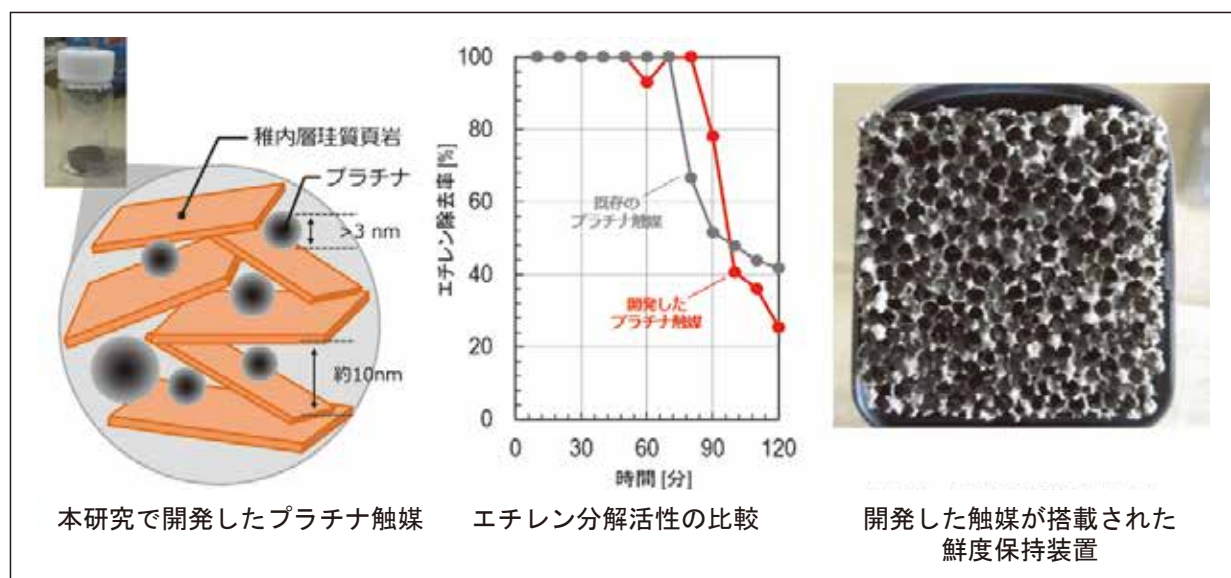 稚内層珪質頁岩
プラチナ
>3 nm
約10nm
本研究で開発したプラチナ触媒
エチレン除去率 [%]
100
80
60
40
20
0
既存の
プラチナ触媒
開発した
プラチナ触媒
0 30 60 90 120
時間 [分]
エチレン分解活性の比較
開発した触媒が搭載された
鮮度保持装置